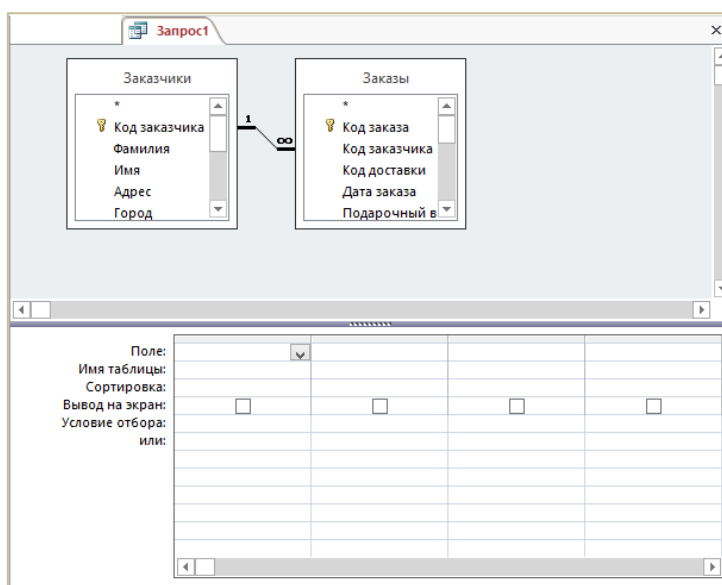 Запрос1
Заказчики
*
Код заказчика
Фамилия
Имя
Адрес
Город
1
∞
Заказы
*
Код заказа
Код заказчика
Код доставки
Дата заказа
Подарочный в
Поле:
Имя таблицы:
Сортировка:
Вывод на экран:
Условие отбора:
или: